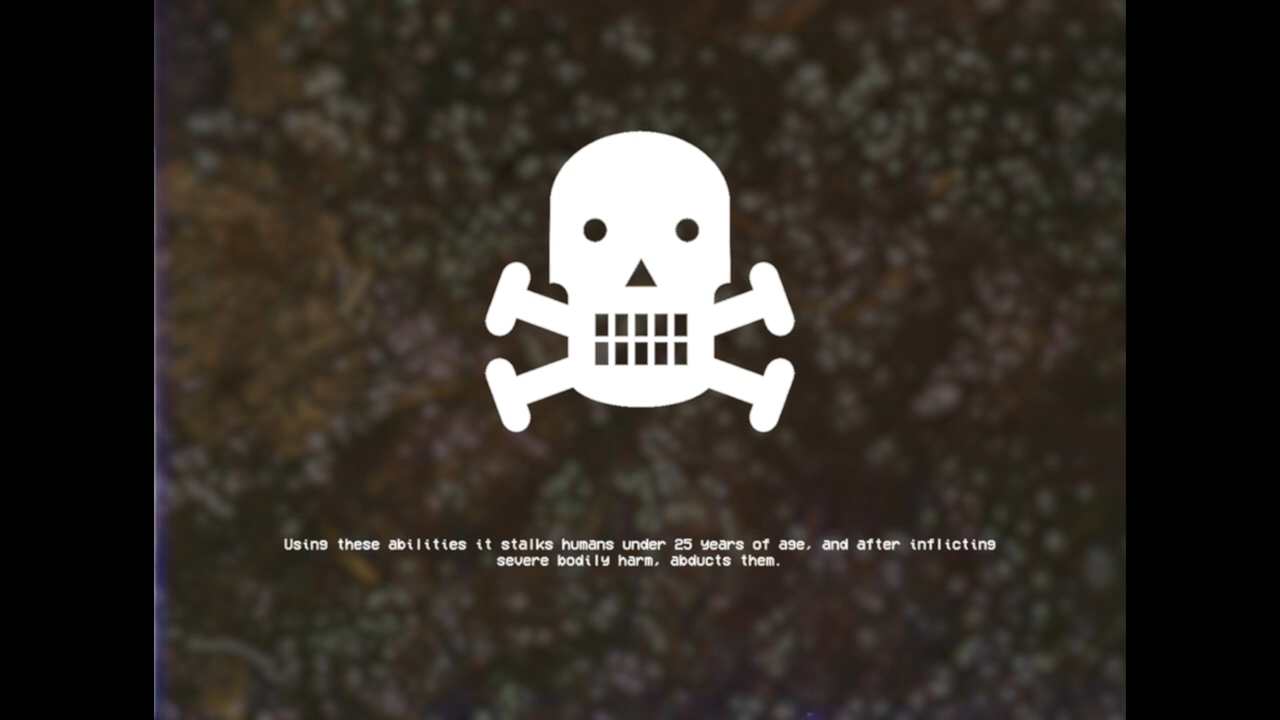 Using these abilities it stalks humans under 25 years of age, and after inflicting
severe bodily harm, abducts them.